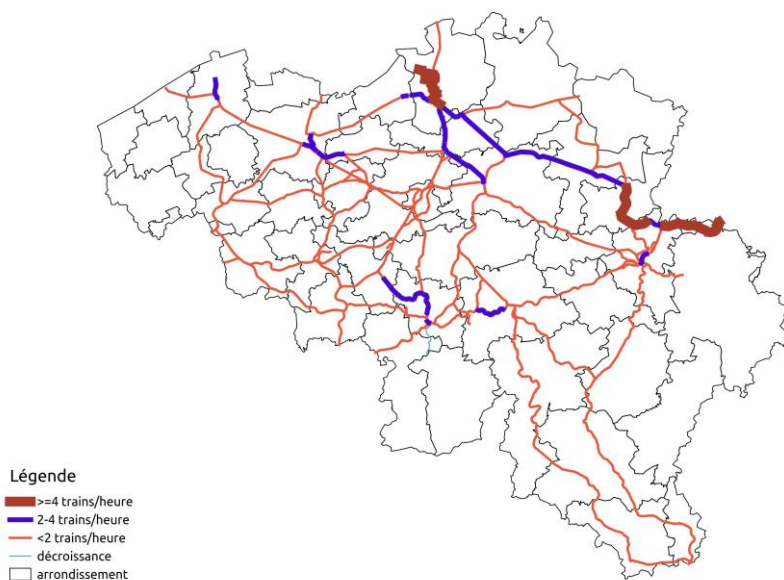 Légende
>=4 trains/heure
2-4 trains/heure
<2 trains/heure
décroissance
arrondissement